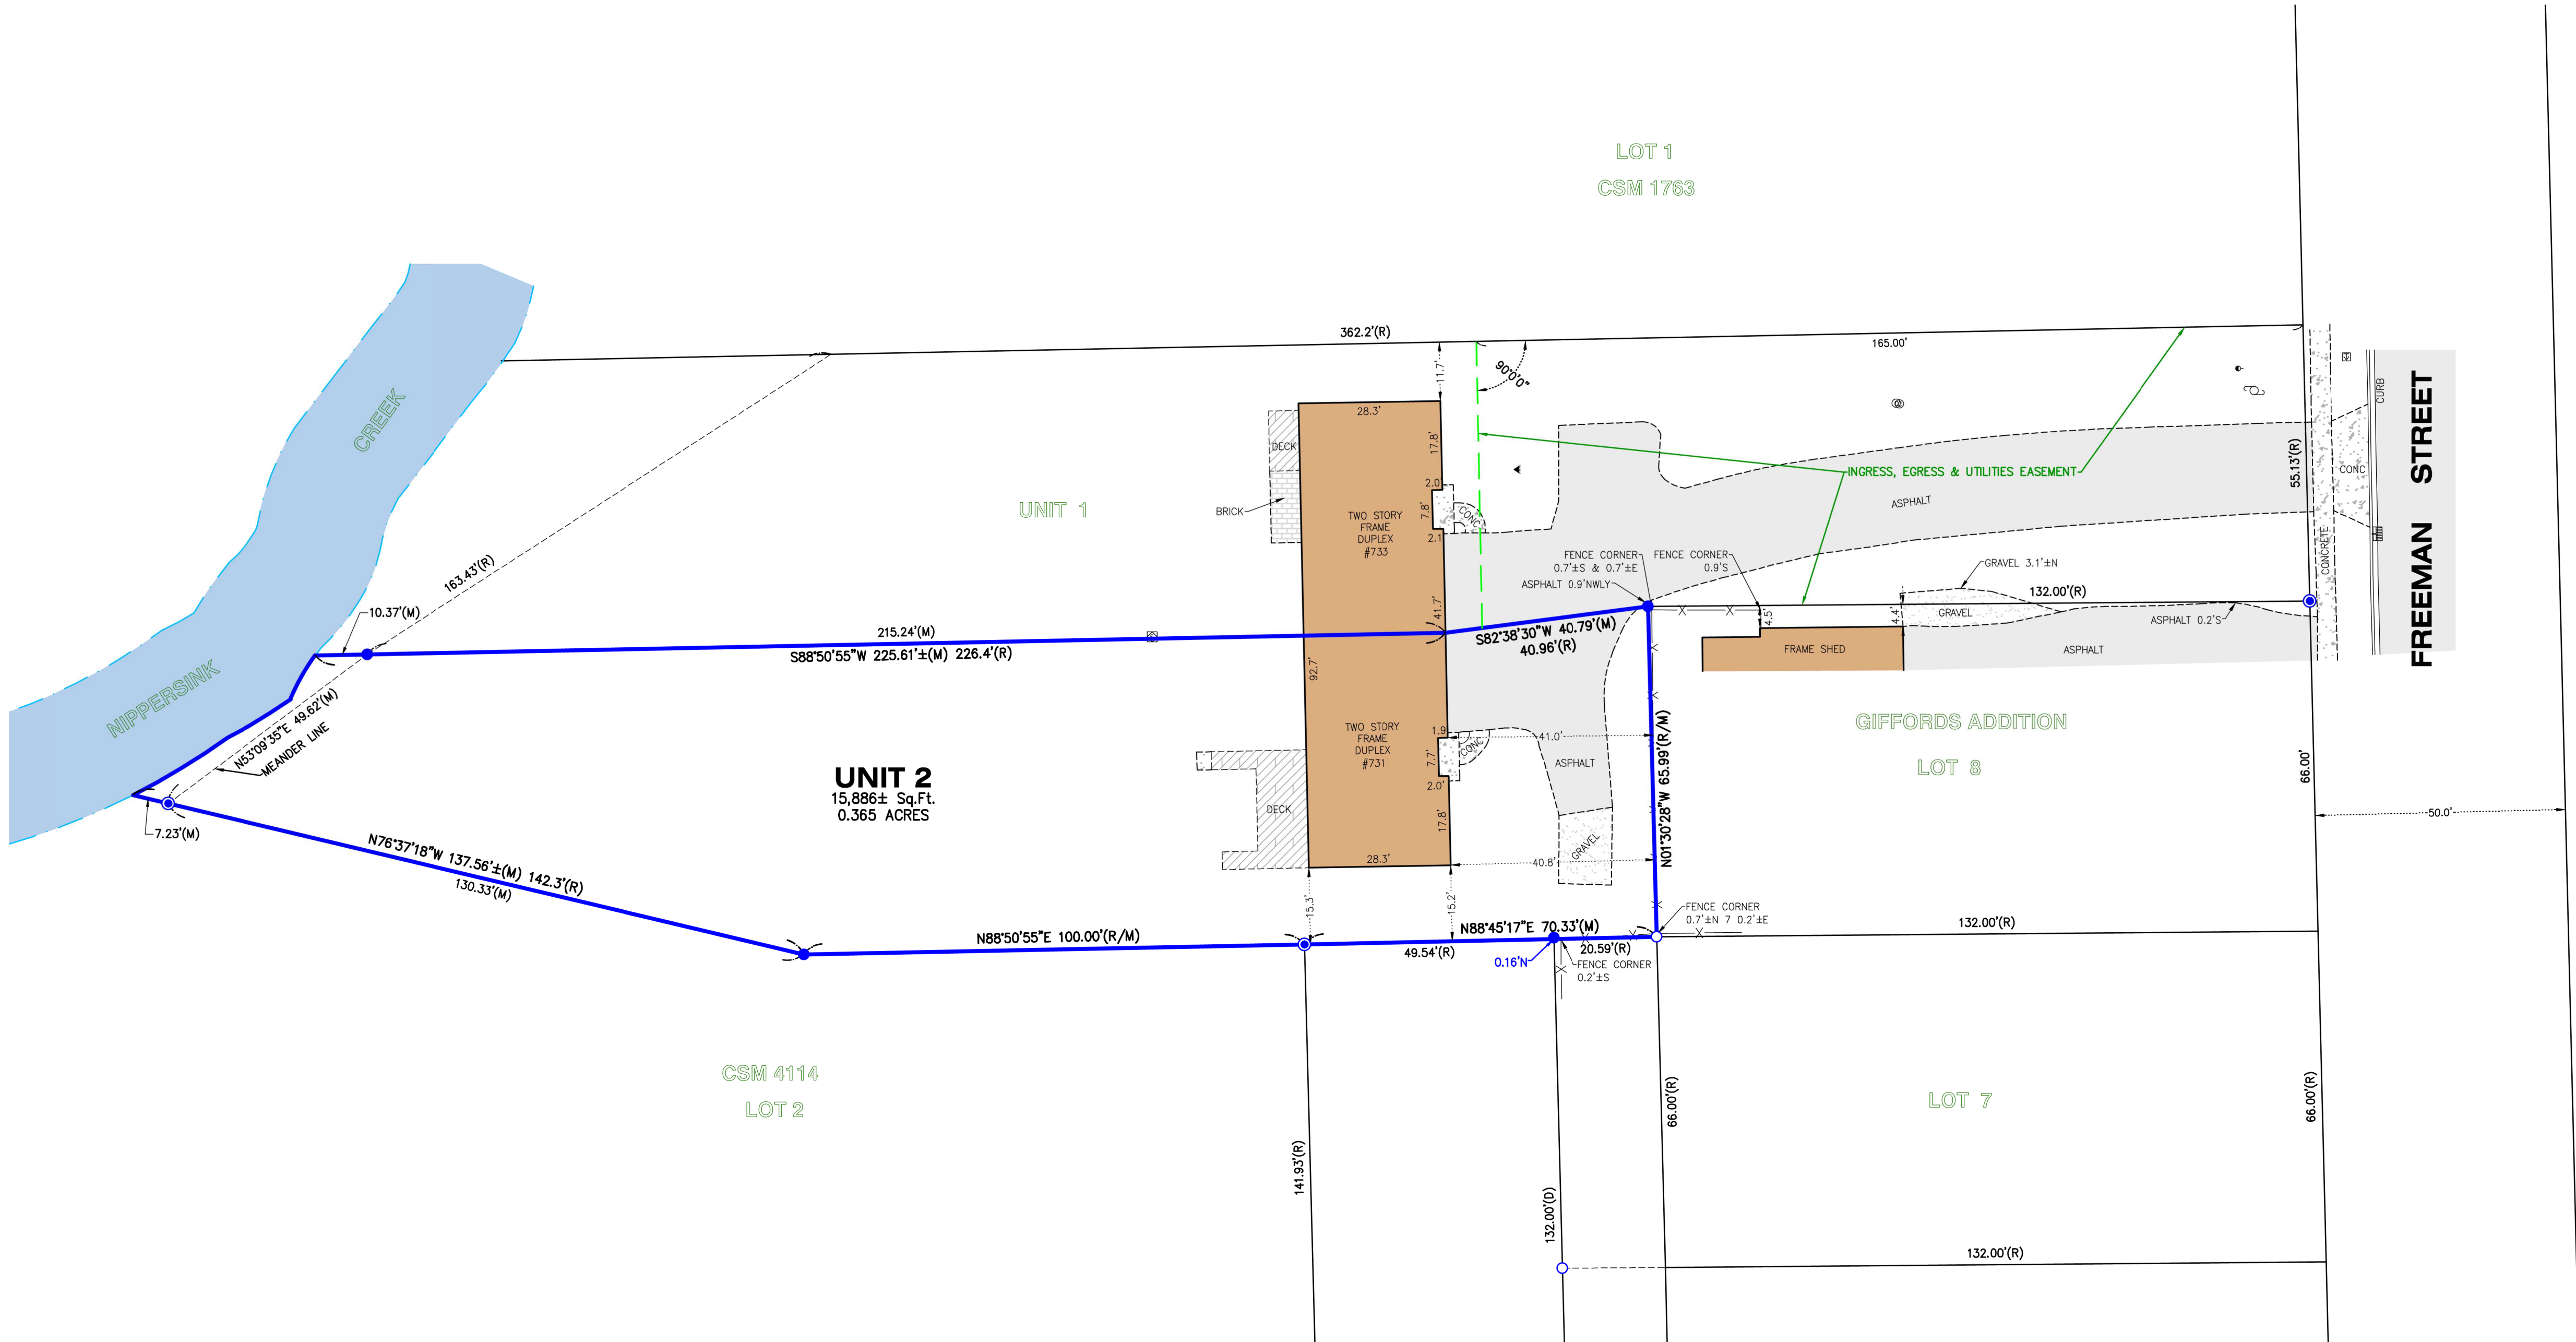 LOT 1
CSM 1763
362.2'(R)
165.00'
11.7'
90°0'0"
CREEK
CURB
FREEMAN STREET
28.3'
DECK
17.8'
55.13'(R)
INGRESS, EGRESS & UTILITIES EASEMENT
CONC
2.0'
UNIT 1
BRICK
7.8'
CONC
ASPHALT
TWO STORY
FRAME
DUPLEX
#733
2.1'
CONCRETE
FENCE CORNER
0.7'±S & 0.7'±E
FENCE CORNER
0.9'S
GRAVEL 3.1'±N
163.43'(R)
ASPHALT 0.9'NWLY
132.00'(R)
10.37'(M)
41.7'
4.5'
4.4'
GRAVEL
ASPHALT 0.2'S
215.24'(M)
S82°38'30"W 40.79'(M)
40.96'(R)
S88°50'55"W 225.61'±(M) 226.4'(R)
FRAME SHED
ASPHALT
92.7'
NIPPERSINK
N53°09'35"E 49.62'(M)
MEANDER LINE
GIFFORDS ADDITION
LOT 8
TWO STORY
FRAME
DUPLEX
#731
1.9'
CONC
41.0'
7.7'
ASPHALT
N01°30'28"W 65.99'(R/M)
66.00'
UNIT 2
15,886± Sq.Ft.
0.365 ACRES
2.0'
DECK
50.0'
7.23'(M)
17.8'
GRAVEL
N76°37'18"W 137.56'±(M) 142.3'(R)
130.33'(M)
28.3'
40.8'
15.3'
15.2'
FENCE CORNER
0.7'±N 7 0.2'±E
N88°50'55"E 100.00'(R/M)
N88°45'17"E 70.33'(M)
132.00'(R)
49.54'(R)
20.59'(R)
0.16'N
FENCE CORNER
0.2'±S
CSM 4114
LOT 2
LOT 7
66.00'(R)
66.00'(R)
141.93'(R)
132.00'(D)
132.00'(R)